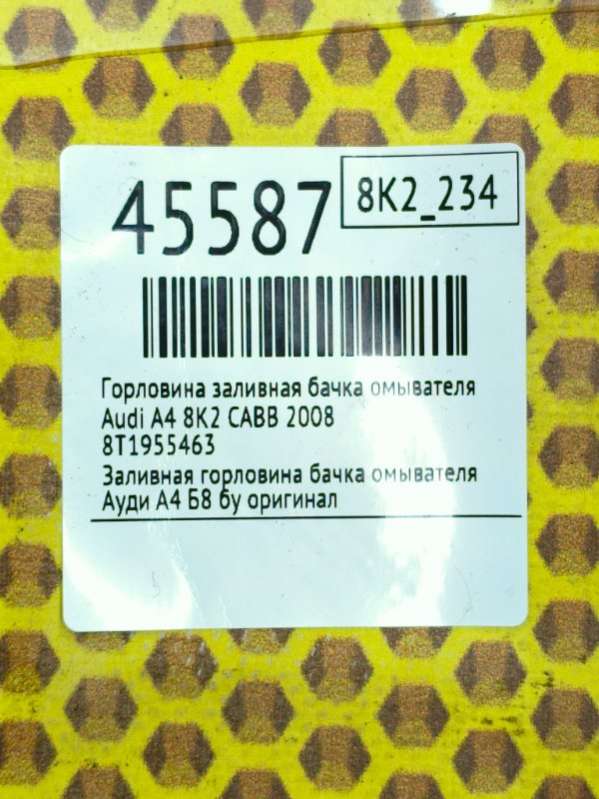 45587
8K2_234
Горловина заливная бачка омывателя
Audi A4 8K2 CABB 2008
8T1955463
Заливная горловина бачка омывателя
Ауди А4 Б8 бу оригинал